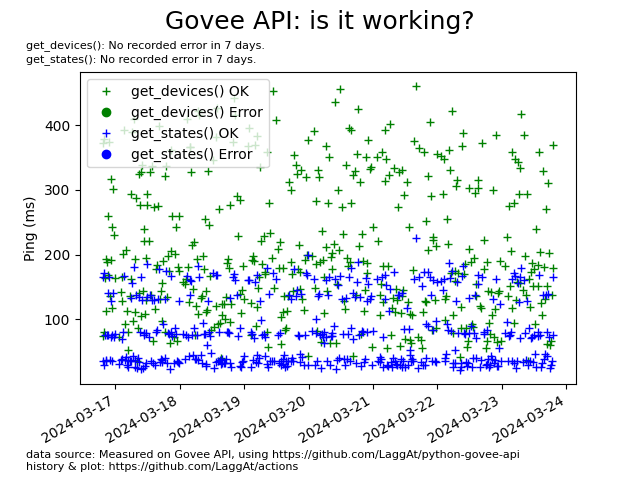 Govee API: is it working?
get_devices(): No recorded error in 7 days.
get_states(): No recorded error in 7 days.
get_devices() OK
get_devices() Error
get_states() OK
get_states() Error
Ping (ms)
400
300
200
100
2024-03-17
2024-03-18
2024-03-19
2024-03-20
2024-03-21
2024-03-22
2024-03-23
2024-03-24
data source: Measured on Govee API, using https://github.com/LaggAt/python-govee-api
history & plot: https://github.com/LaggAt/actions